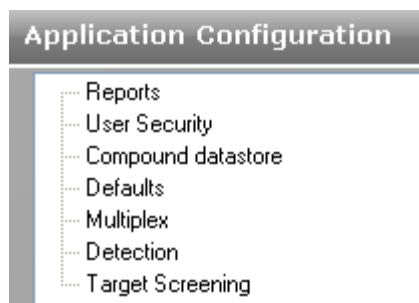 Application Configuration
Reports
User Security
Compound datastore
Defaults
Multiplex
Detection
Target Screening